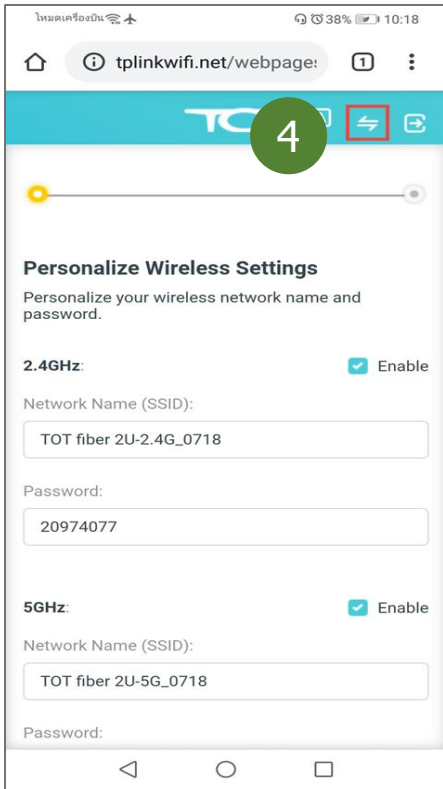 โหมดเครื่องบิน 38% 10:18
tplinkwifi.net/webpage: 1
4
Personalize Wireless Settings
Personalize your wireless network name and
password.
2.4GHz: Enable
Network Name (SSID):
TOT fiber 2U-2.4G_0718
Password:
20974077
5GHz: Enable
Network Name (SSID):
TOT fiber 2U-5G_0718
Password: